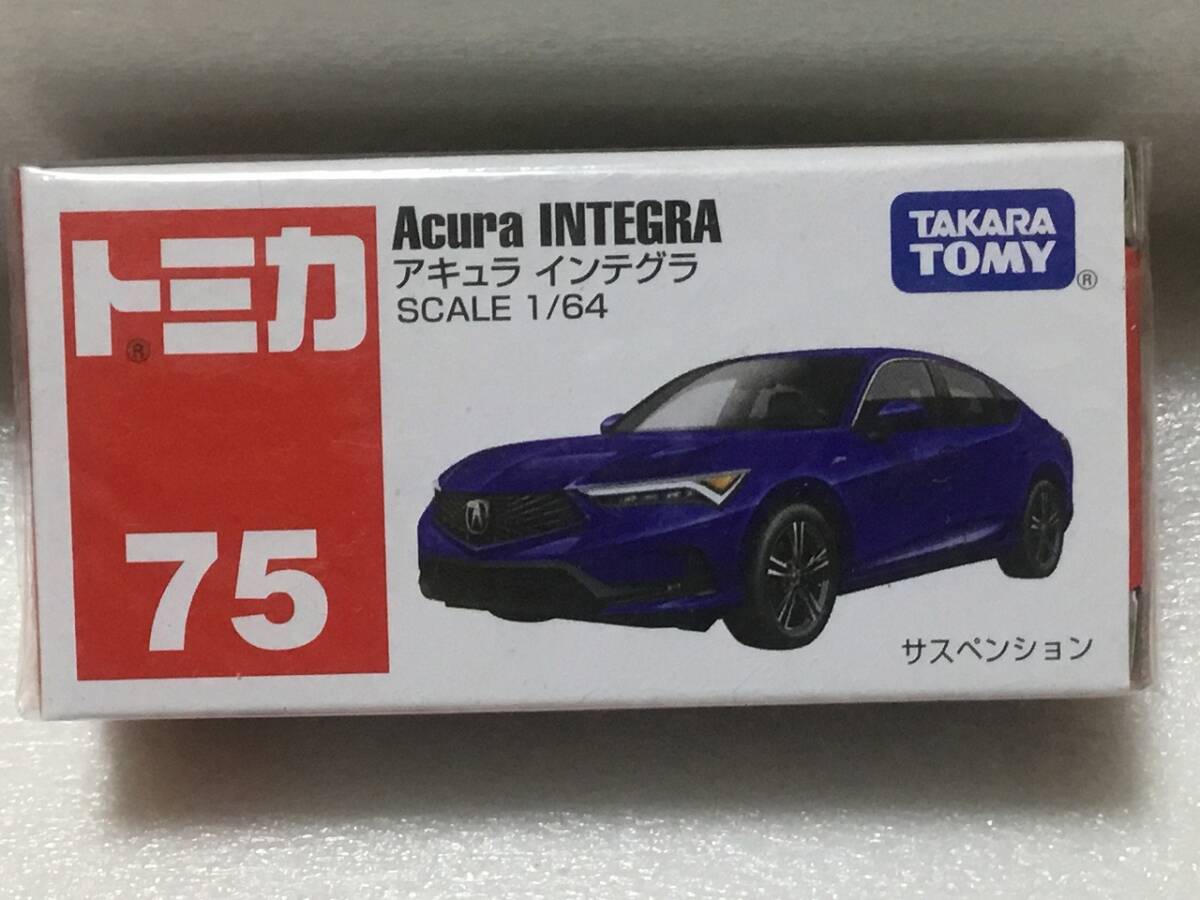 トミカ
®
75
Acura INTEGRA
アキュラ インテグラ
SCALE 1/64
TAKARA
TOMY
®
サスペンション